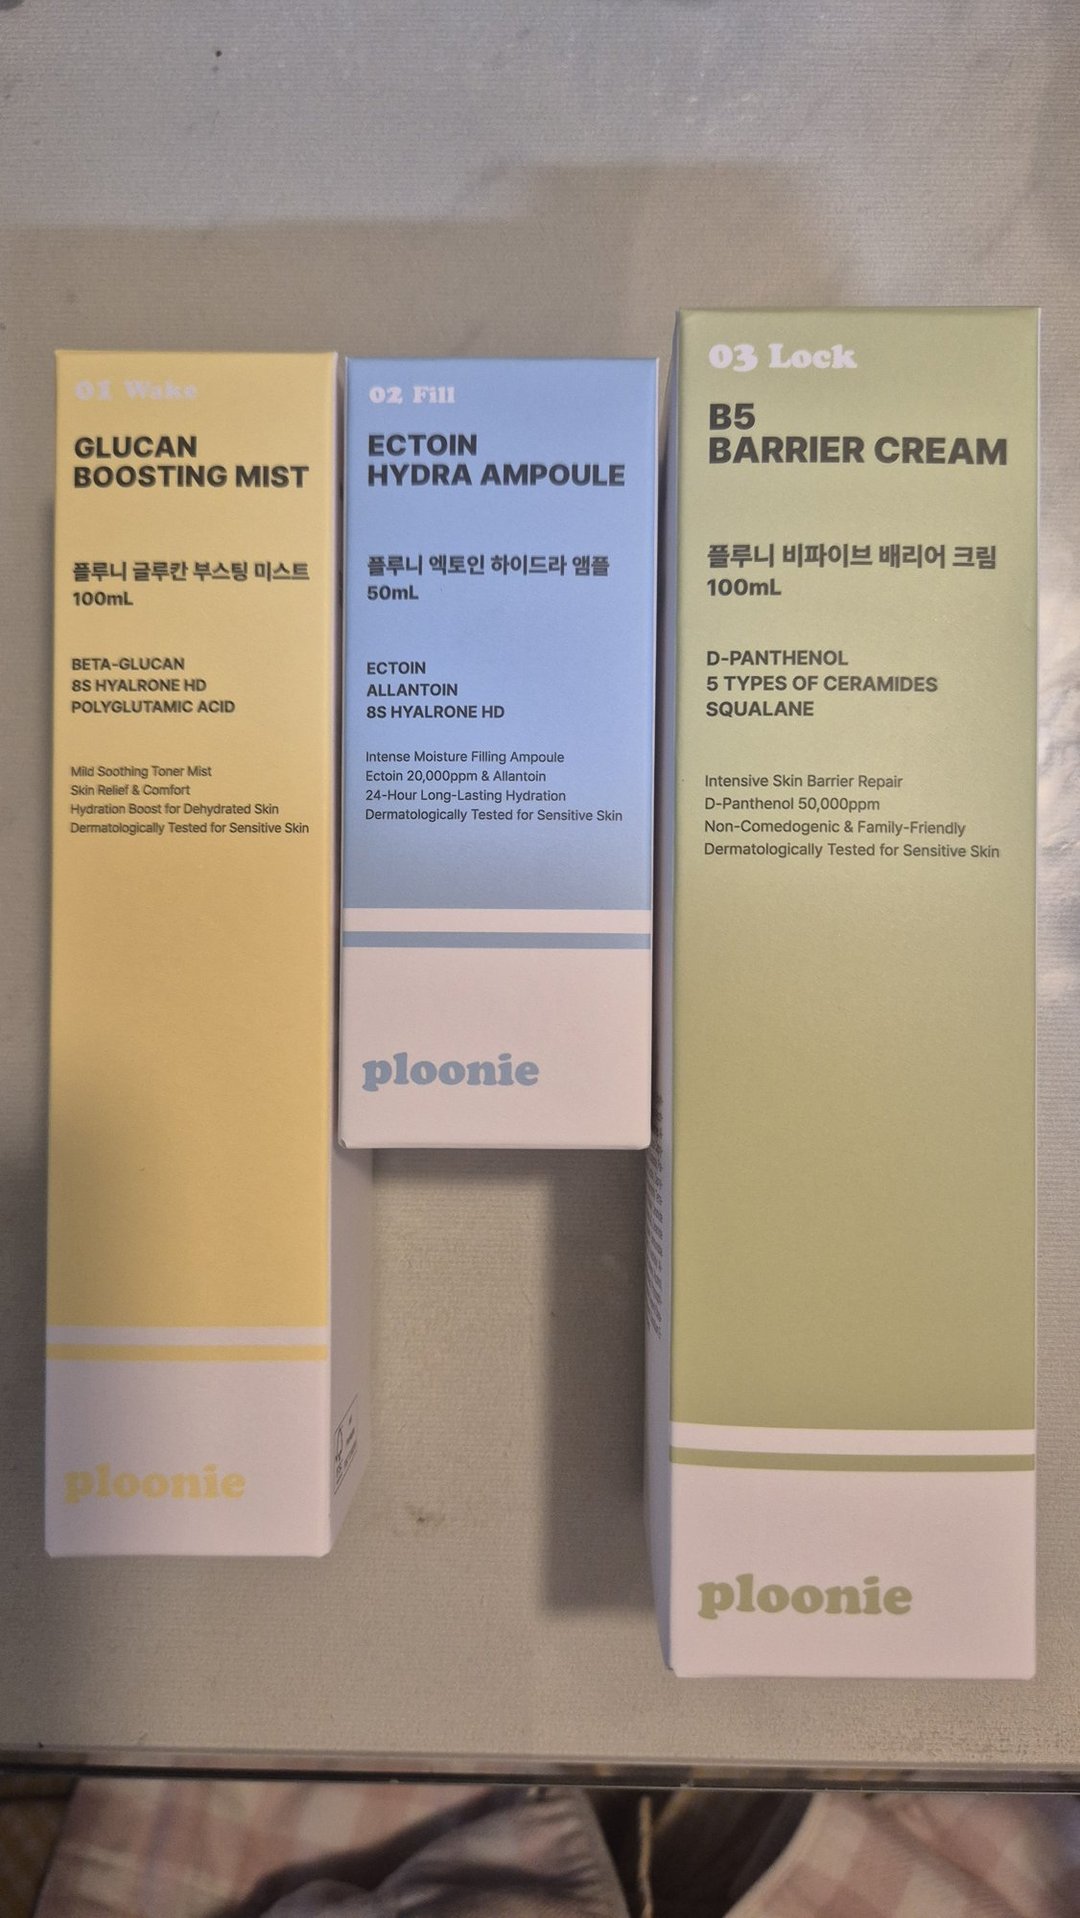 01 Wake
GLUCAN
BOOSTING MIST
플루니 글루칸 부스팅 미스트
100mL
BETA-GLUCAN
8S HYALRONE HD
POLYGLUTAMIC ACID
Mild Soothing Toner Mist
Skin Relief & Comfort
Hydration Boost for Dehydrated Skin
Dermatologically Tested for Sensitive Skin
ploonie
02 Fill
ECTOIN
HYDRA AMPOULE
플루니 엑토인 하이드라 앰플
50mL
ECTOIN
ALLANTOIN
8S HYALRONE HD
Intense Moisture Filling Ampoule
Ectoin 20,000ppm & Allantoin
24-Hour Long-Lasting Hydration
Dermatologically Tested for Sensitive Skin
ploonie
03 Lock
B5
BARRIER CREAM
플루니 비파이브 배리어 크림
100mL
D-PANTHENOL
5 TYPES OF CERAMIDES
SQUALANE
Intensive Skin Barrier Repair
D-Panthenol 50,000ppm
Non-Comedogenic & Family-Friendly
Dermatologically Tested for Sensitive Skin
ploonie